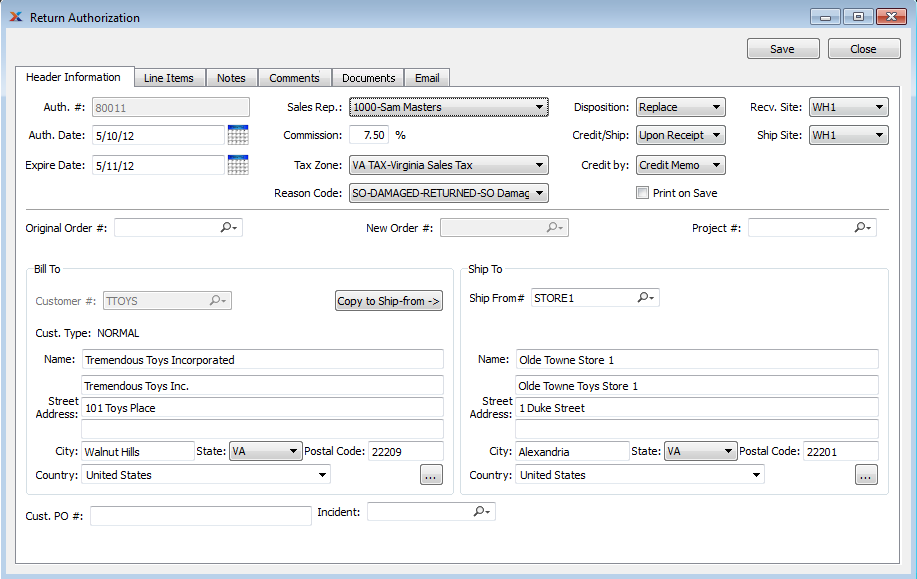 Return Authorization
Save Close
Header Information Line Items Notes Comments Documents Email
Auth. #: 80011 Sales Rep.: 1000-Sam Masters Disposition: Replace Recv. Site: WH1
Auth. Date: 5/10/12 Commission: 7.50 % Credit/Ship: Upon Receipt Ship Site: WH1
Expire Date: 5/11/12 Tax Zone: VA TAX-Virginia Sales Tax Credit by: Credit Memo
Reason Code: SO-DAMAGED-RETURNED-SO Damag Print on Save
Original Order #: New Order #: Project #:
Bill To Ship To
Customer #: TTOYS Copy to Ship-from -> Ship From# STORE1
Cust. Type: NORMAL
Name: Tremendous Toys Incorporated Name: Olde Towne Store 1
Tremendous Toys Inc. Olde Towne Toys Store 1
Street Address: 101 Toys Place Street Address: 1 Duke Street
City: Walnut Hills State: VA Postal Code: 22209 City: Alexandria State: VA Postal Code: 22201
Country: United States ... Country: United States ...
Cust. PO #: Incident: